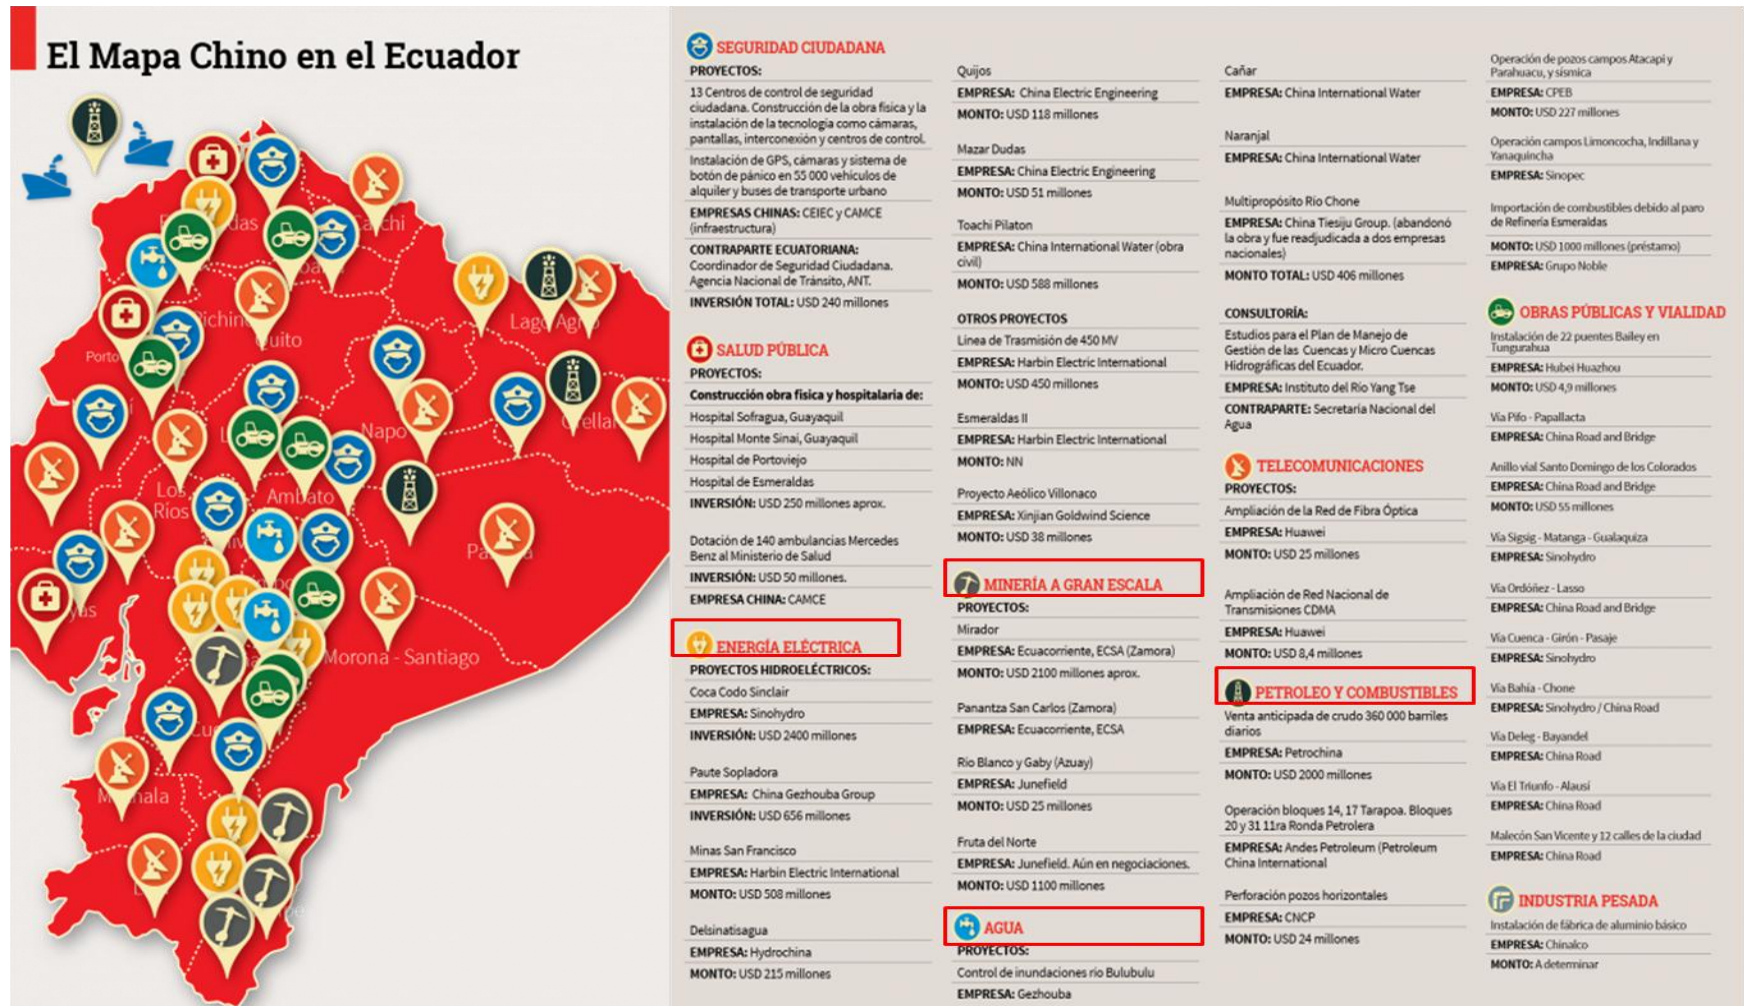 El Mapa Chino en el Ecuador
das
chi
ichin
Quito
Lago Agrio
Porto
Napo
rellan
Los
Ríos
Ambato
Pa
a
yas
Morona - Santiago
Cu
M
hala
SEGURIDAD CIUDADANA
PROYECTOS:
13 Centros de control de seguridad
ciudadana. Construcción de la obra física y la
instalación de la tecnología como cámaras,
pantallas, interconexión y centros de control.
Instalación de GPS, cámaras y sistema de
botón de pánico en 55 000 vehículos de
alquiler y buses de transporte urbano
EMPRESAS CHINAS: CEIEC y CAMCE
(infraestructura)
CONTRAPARTE ECUATORIANA:
Coordinador de Seguridad Ciudadana.
Agencia Nacional de Tránsito, ANT.
INVERSIÓN TOTAL: USD 240 millones
SALUD PÚBLICA
PROYECTOS:
Construcción obra física y hospitalaria de:
Hospital Sofragua, Guayaquil
Hospital Monte Sinaí, Guayaquil
Hospital de Portoviejo
Hospital de Esmeraldas
INVERSIÓN: USD 250 millones aprox.
Dotación de 140 ambulancias Mercedes
Benz al Ministerio de Salud
INVERSIÓN: USD 50 millones.
EMPRESA CHINA: CAMCE
ENERGÍA ELÉCTRICA
PROYECTOS HIDROELÉCTRICOS:
Coca Codo Sinclair
EMPRESA: Sinohydro
INVERSIÓN: USD 2400 millones
Paute Sopladora
EMPRESA: China Gezhouba Group
INVERSIÓN: USD 656 millones
Minas San Francisco
EMPRESA: Harbin Electric International
MONTO: USD 508 millones
Delsinatisagua
EMPRESA: Hydrochina
MONTO: USD 215 millones
Quijos
EMPRESA: China Electric Engineering
MONTO: USD 118 millones
Mazar Dudas
EMPRESA: China Electric Engineering
MONTO: USD 51 millones
Toachi Pilaton
EMPRESA: China International Water (obra
civil)
MONTO: USD 588 millones
OTROS PROYECTOS
Linea de Trasmisión de 450 MV
EMPRESA: Harbin Electric International
MONTO: USD 450 millones
Esmeraldas II
EMPRESA: Harbin Electric International
MONTO: NN
Proyecto Aeólico Villonaco
EMPRESA: Xinjian Goldwind Science
MONTO: USD 38 millones
MINERÍA A GRAN ESCALA
PROYECTOS:
Mirador
EMPRESA: Ecuacorriente, ECSA (Zamora)
MONTO: USD 2100 millones aprox.
Panantza San Carlos (Zamora)
EMPRESA: Ecuacorriente, ECSA
Río Blanco y Gaby (Azuay)
EMPRESA: Junefield
MONTO: USD 25 millones
Fruta del Norte
EMPRESA: Junefield. Aún en negociaciones.
MONTO: USD 1100 millones
AGUA
PROYECTOS:
Control de inundaciones rio Bulubulu
EMPRESA: Gezhouba
Cañar
EMPRESA: China International Water
Naranjal
EMPRESA: China International Water
Multipropósito Río Chone
EMPRESA: China Tiesiju Group. (abandonó
la obra y fue readjudicada a dos empresas
nacionales)
MONTO TOTAL: USD 406 millones
CONSULTORÍA:
Estudios para el Plan de Manejo de
Gestión de las Cuencas y Micro Cuencas
Hidrográficas del Ecuador.
EMPRESA: Instituto del Río Yang Tse
CONTRAPARTE: Secretaría Nacional del
Agua
TELECOMUNICACIONES
PROYECTOS:
Ampliación de la Red de Fibra Óptica
EMPRESA: Huawei
MONTO: USD 25 millones
Ampliación de Red Nacional de
Transmisiones CDMA
EMPRESA: Huawei
MONTO: USD 8,4 millones
PETROLEO Y COMBUSTIBLES
Venta anticipada de crudo 360 000 barriles
diarios
EMPRESA: Petrochina
MONTO: USD 2000 millones
Operación bloques 14, 17 Tarapoa. Bloques
20 y 31 11ra Ronda Petrolera
EMPRESA: Andes Petroleum (Petroleum
China International
Perforación pozos horizontales
EMPRESA: CNCP
MONTO: USD 24 millones
Operación de pozos campos Atacapi y
Parahuacu, y sísmica
EMPRESA: CPEB
MONTO: USD 227 millones
Operación campos Limoncocha, Indillana y
Yanaquincha
EMPRESA: Sinopec
Importación de combustibles debido al paro
de Refinería Esmeraldas
MONTO: USD 1000 millones (préstamo)
EMPRESA: Grupo Noble
OBRAS PÚBLICAS Y VIALIDAD
Instalación de 22 puentes Bailey en
Tungurahua
EMPRESA: Hubei Huazhou
MONTO: USD 4,9 millones
Vía Pifo - Papallacta
EMPRESA: China Road and Bridge
Anillo vial Santo Domingo de los Colorados
EMPRESA: China Road and Bridge
MONTO: USD 55 millones
Vía Sigsig - Matanga - Gualaquiza
EMPRESA: Sinohydro
Vía Ordóñez - Lasso
EMPRESA: China Road and Bridge
Vía Cuenca - Girón - Pasaje
EMPRESA: Sinohydro
Vía Bahía - Chone
EMPRESA: Sinohydro / China Road
Vía Deleg - Bayandel
EMPRESA: China Road
Vía El Triunfo - Alausí
EMPRESA: China Road
Malecón San Vicente y 12 calles de la ciudad
EMPRESA: China Road
INDUSTRIA PESADA
Instalación de fábrica de aluminio básico
EMPRESA: Chinalco
MONTO: A determinar